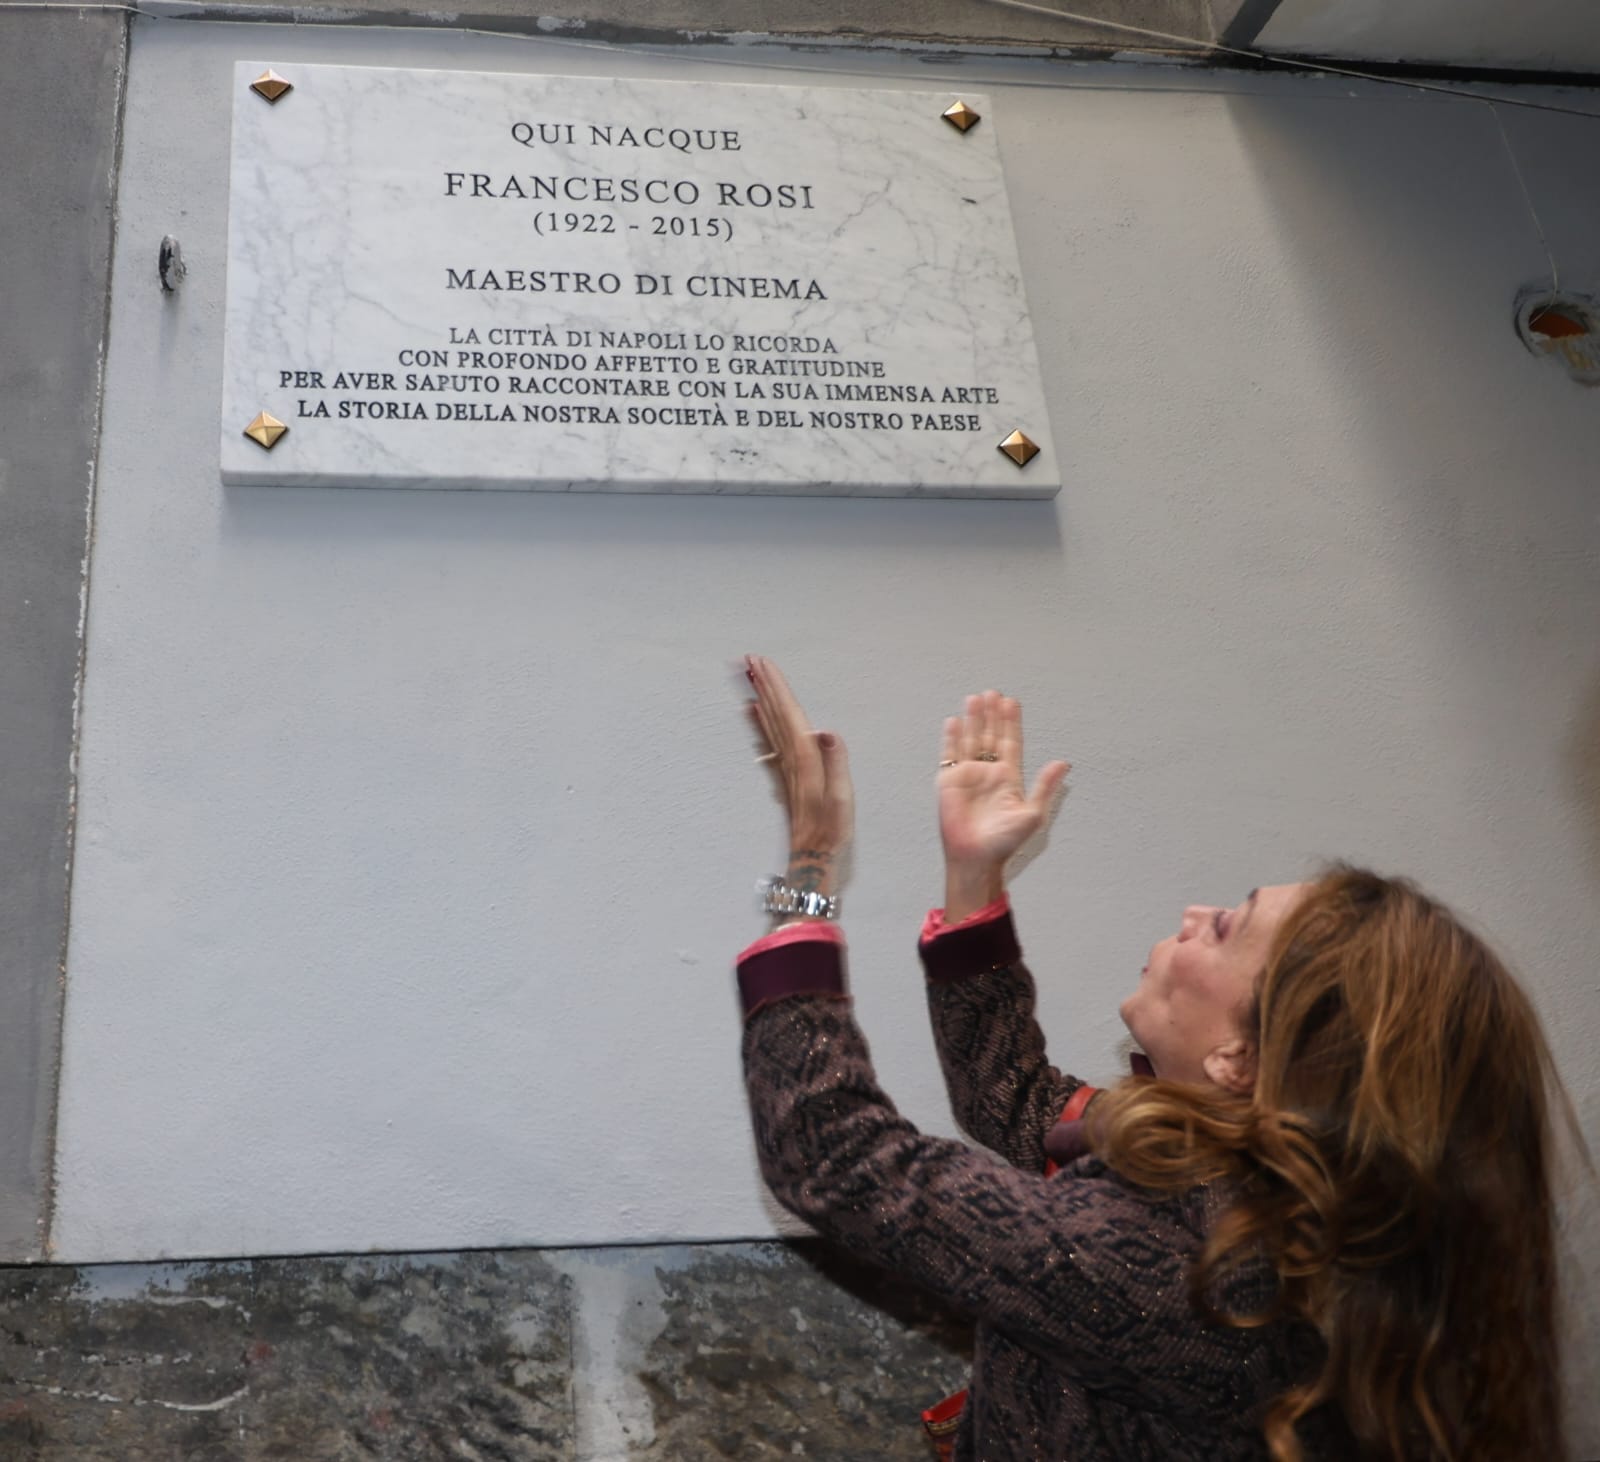 QUI NACQUE
FRANCESCO ROSI
(1922 - 2015)
MAESTRO DI CINEMA
LA CITTÀ DI NAPOLI LO RICORDA
CON PROFONDO AFFETTO E GRATITUDINE
PER AVER SAPUTO RACCONTARE CON LA SUA IMMENSA ARTE
LA STORIA DELLA NOSTRA SOCIETÀ E DEL NOSTRO PAESE